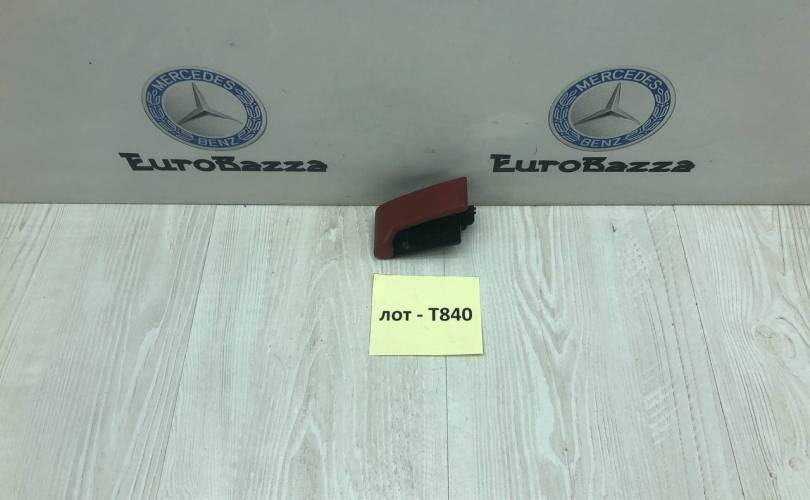 MERCEDES
BENZ
EuroBazza
MERCEDES
BENZ
EuroBazza
лот - T840